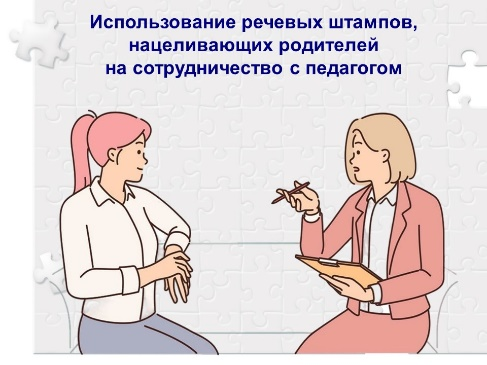 Использование речевых штампов,
нацеливающих родителей
на сотрудничество с педагогом